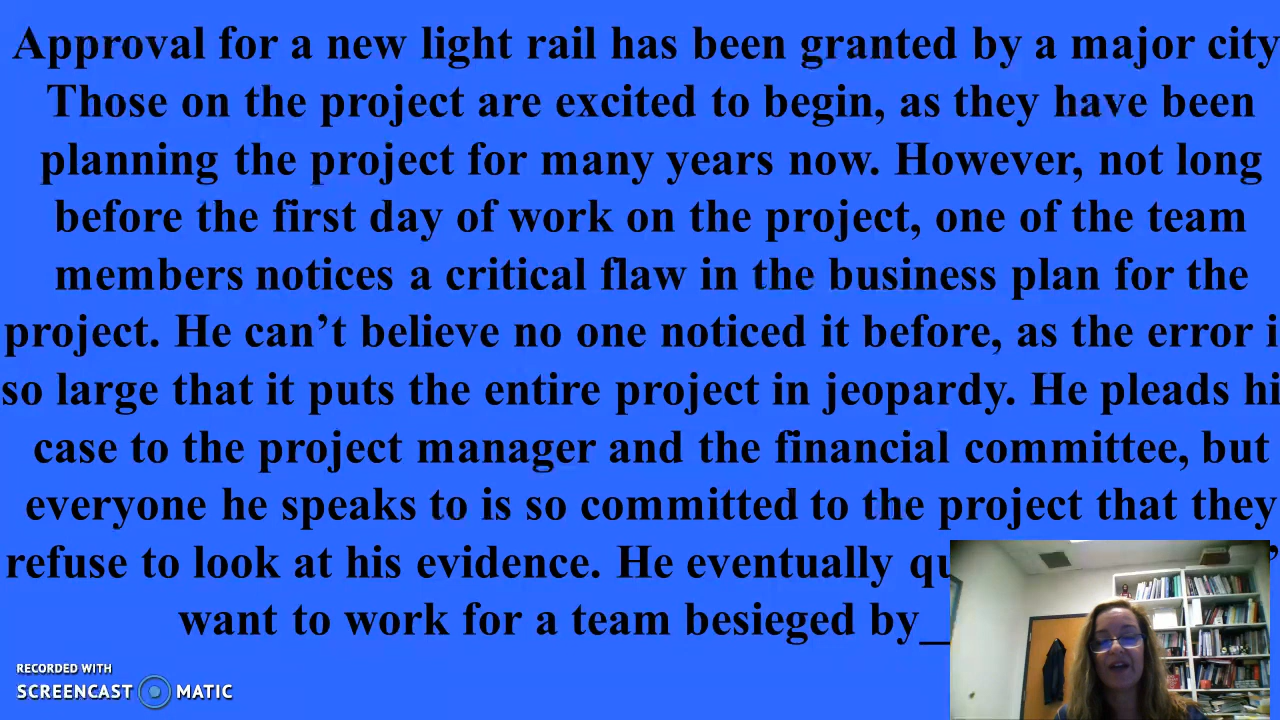 Approval for a new light rail has been granted by a major city
Those on the project are excited to begin, as they have been
planning the project for many years now. However, not long
before the first day of work on the project, one of the team
members notices a critical flaw in the business plan for the
project. He can’t believe no one noticed it before, as the error i
so large that it puts the entire project in jeopardy. He pleads hi
case to the project manager and the financial committee, but
everyone he speaks to is so committed to the project that they
refuse to look at his evidence. He eventually qu
want to work for a team besieged by__
RECORDED WITH
SCREENCAST MATIC